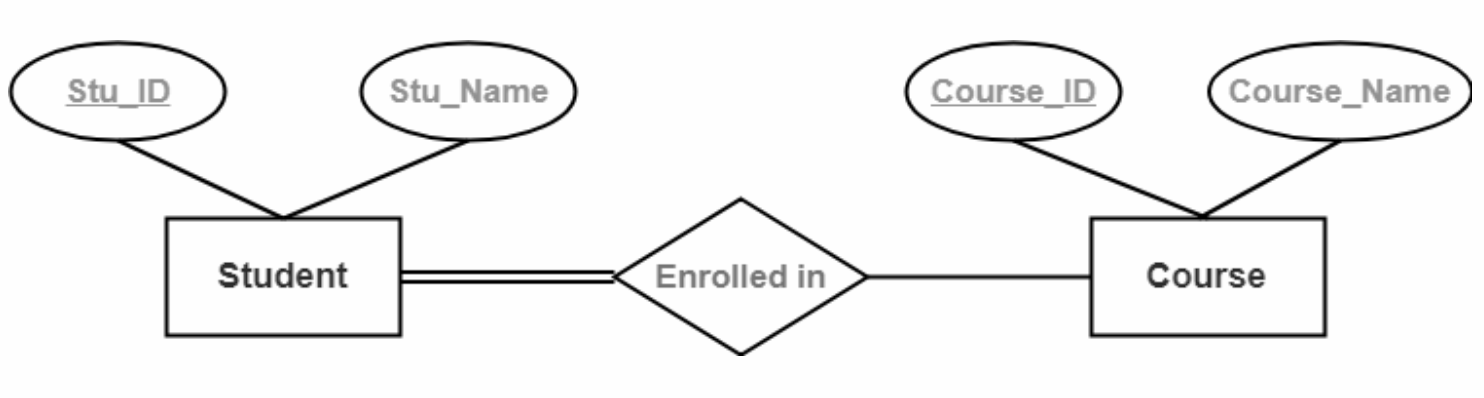 Stu_ID
Stu_Name
Course_ID
Course_Name
Student
Enrolled in
Course